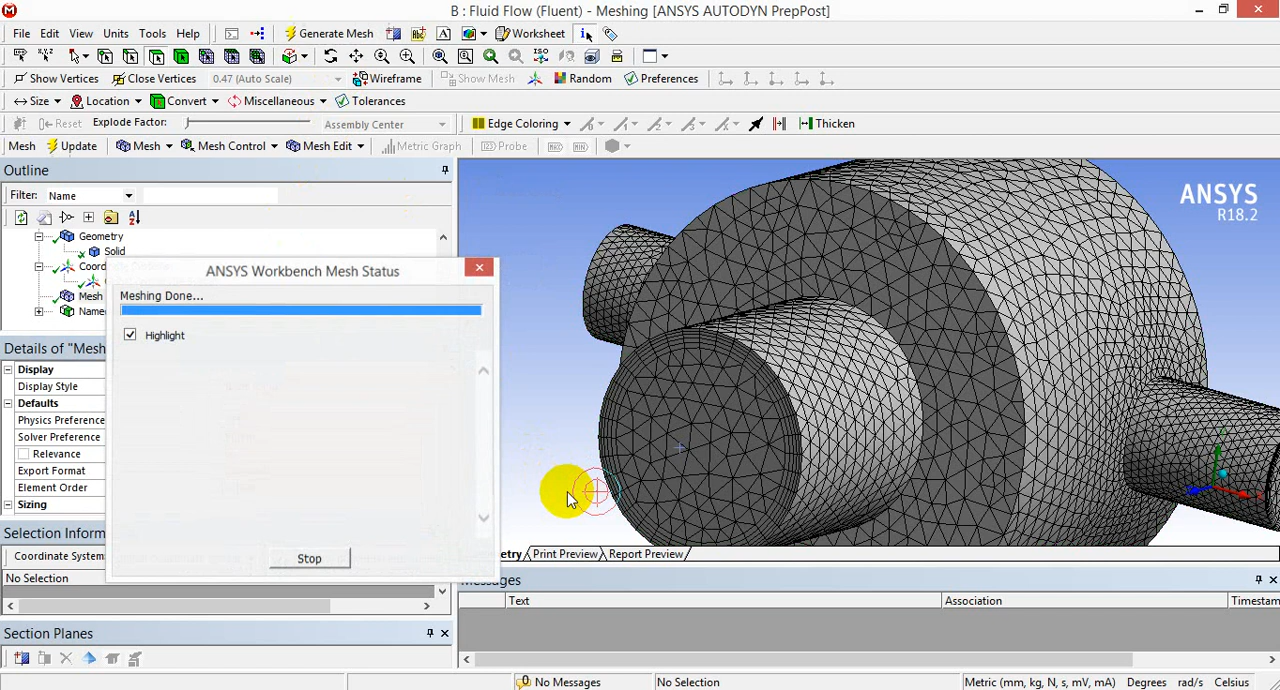 B : Fluid Flow (Fluent) - Meshing [ANSYS AUTODYN PrepPost]
File Edit View Units Tools Help Generate Mesh A Worksheet
ISO
Show Vertices Close Vertices 0.47 (Auto Scale) Wireframe Show Mesh Random Preferences
Size Location Convert Miscellaneous Tolerances
Reset Explode Factor: Assembly Center Edge Coloring Thicken
Mesh Update Mesh Mesh Control Mesh Edit Metric Graph Probe MAX MIN
Outline
Filter: Name
Geometry
Solid
Coord
Mesh
Name
ANSYS Workbench Mesh Status
Meshing Done...
Highlight
Stop
Details of "Mesh
Display
Display Style
Defaults
Physics Preference
Solver Preference
Relevance
Export Format
Element Order
Sizing
Selection Inform
Coordinate System
No Selection
Section Planes
ANSYS
R18.2
etry Print Preview Report Preview
Messages
Text Association Timestam
No Messages No Selection Metric (mm, kg, N, s, mV, mA) Degrees rad/s Celsius